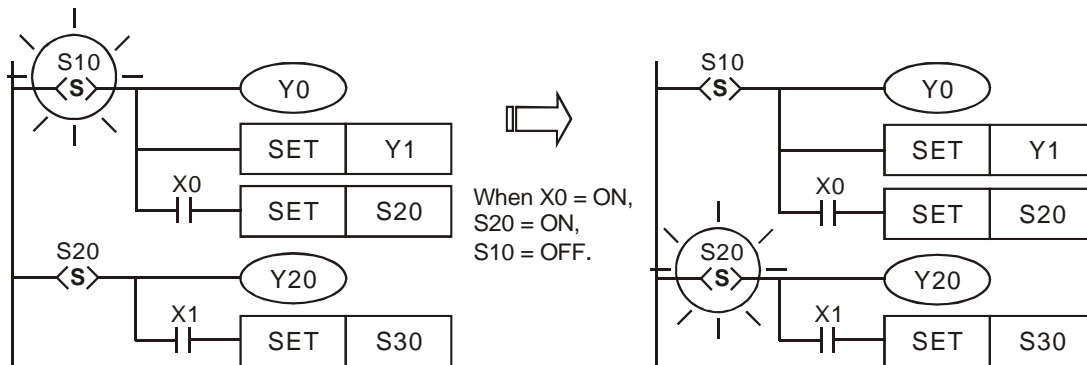 S10
S
Y0
SET Y1
X0
SET S20
S20
S
Y20
X1
SET S30
When X0 = ON,
S20 = ON,
S10 = OFF.
S10
S
Y0
SET Y1
X0
SET S20
S20
S
Y20
X1
SET S30